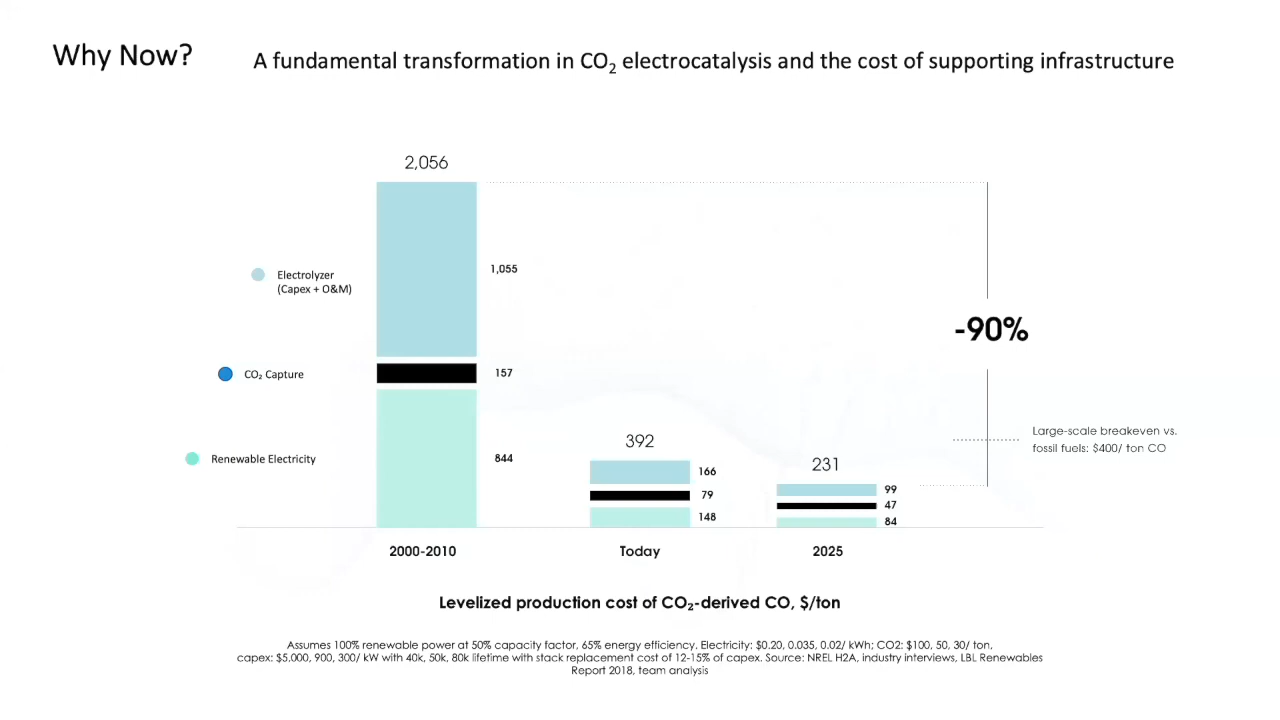 Why Now?
A fundamental transformation in CO₂ electrocatalysis and the cost of supporting infrastructure
2,056
Electrolyzer
(Capex + O&M)
1,055
-90%
CO₂ Capture
157
Large-scale breakeven vs.
fossil fuels: $400/ ton CO
392
231
Renewable Electricity
844
166
79
148
99
47
84
2000-2010
Today
2025
Levelized production cost of CO₂-derived CO, $/ton
Assumes 100% renewable power at 50% capacity factor, 65% energy efficiency. Electricity: $0.20, 0.035, 0.02/ kWh; CO2: $100, 50, 30/ ton,
capex: $5,000, 900, 300/ kW with 40k, 50k, 80k lifetime with stack replacement cost of 12-15% of capex. Source: NREL H2A, industry interviews, LBL Renewables
Report 2018, team analysis